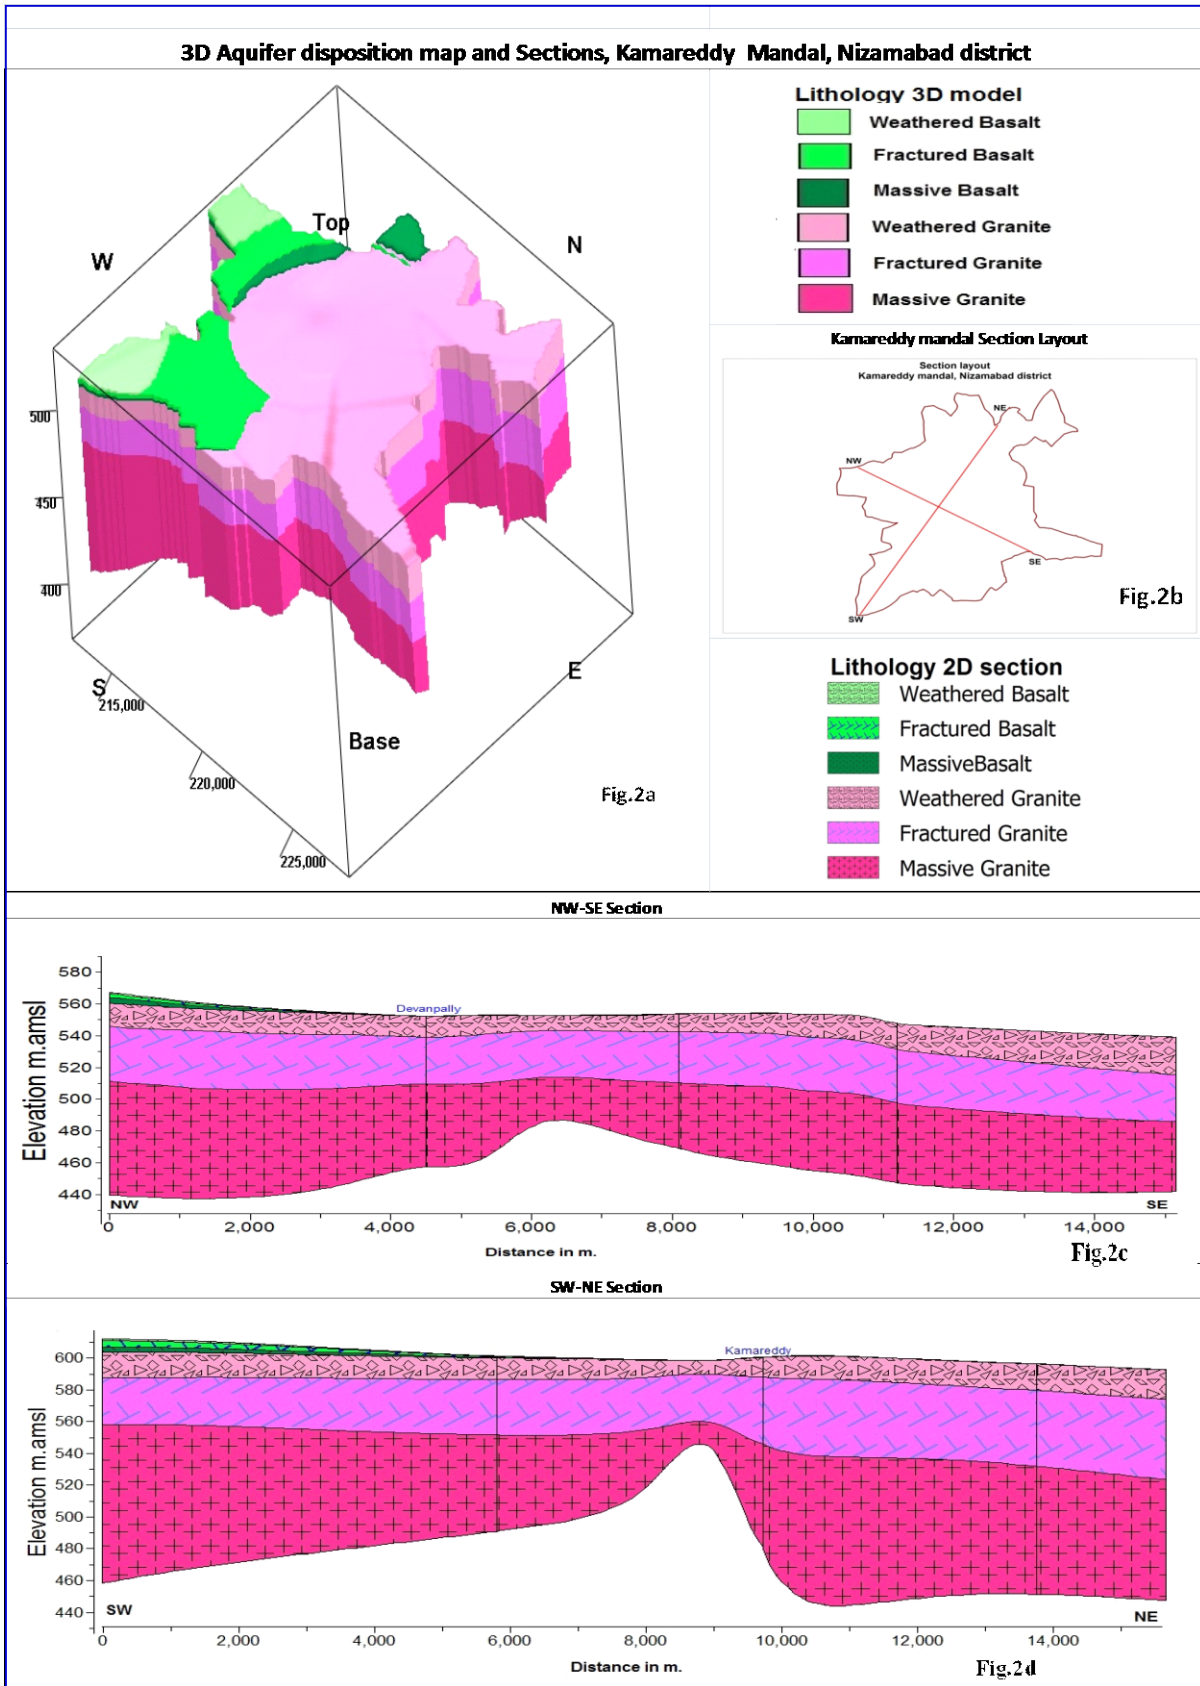 3D Aquifer disposition map and Sections, Kamareddy Mandal, Nizamabad district
Top
W
N
500
450
400
S
215,000
220,000
225,000
E
Base
Fig.2a
Lithology 3D model
Weathered Basalt
Fractured Basalt
Massive Basalt
Weathered Granite
Fractured Granite
Massive Granite
Kamareddy mandal Section Layout
Section layout
Kamareddy mandal, Nizamabad district
NE
NW
SE
SW
Fig.2b
Lithology 2D section
Weathered Basalt
Fractured Basalt
MassiveBasalt
Weathered Granite
Fractured Granite
Massive Granite
NW-SE Section
Elevation m.amsl
580
560
540
520
500
480
460
440
Devanpally
NW
SE
0 2,000 4,000 6,000 8,000 10,000 12,000 14,000
Distance in m.
Fig.2c
SW-NE Section
Elevation m.amsl
600
580
560
540
520
500
480
460
440
Kamareddy
SW
NE
0 2,000 4,000 6,000 8,000 10,000 12,000 14,000
Distance in m.
Fig.2d